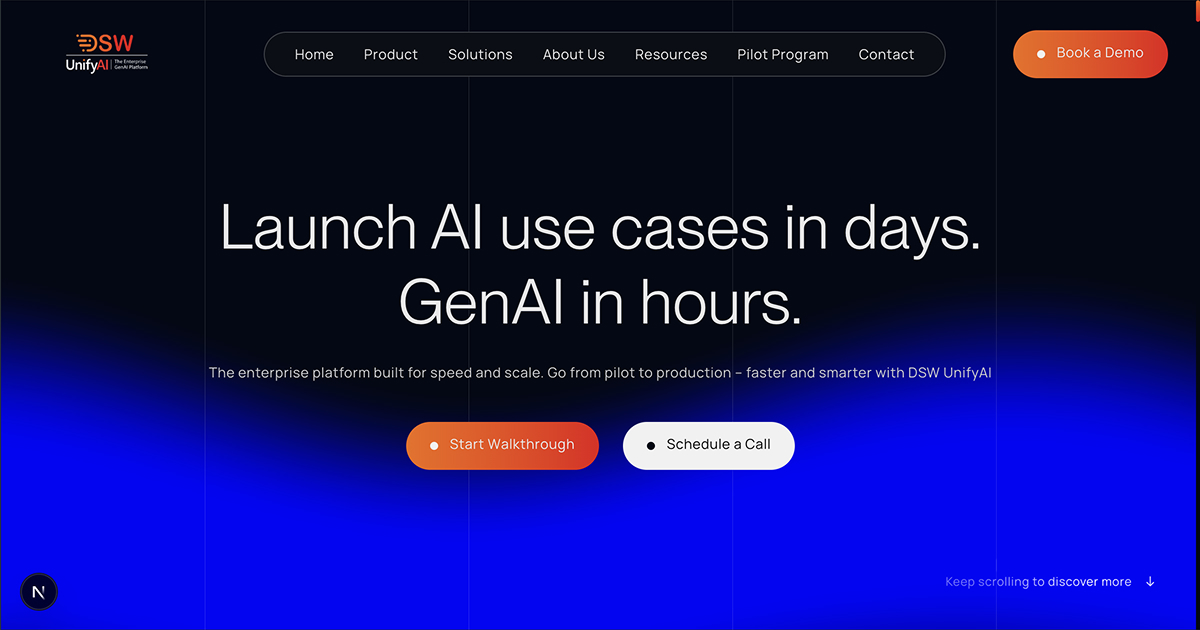 DSW
UnifyAI | The Enterprise
GenAI Platform
Home Product Solutions About Us Resources Pilot Program Contact
Book a Demo
Launch AI use cases in days.
GenAI in hours.
The enterprise platform built for speed and scale. Go from pilot to production – faster and smarter with DSW UnifyAI
Start Walkthrough
Schedule a Call
Keep scrolling to discover more ↓
N